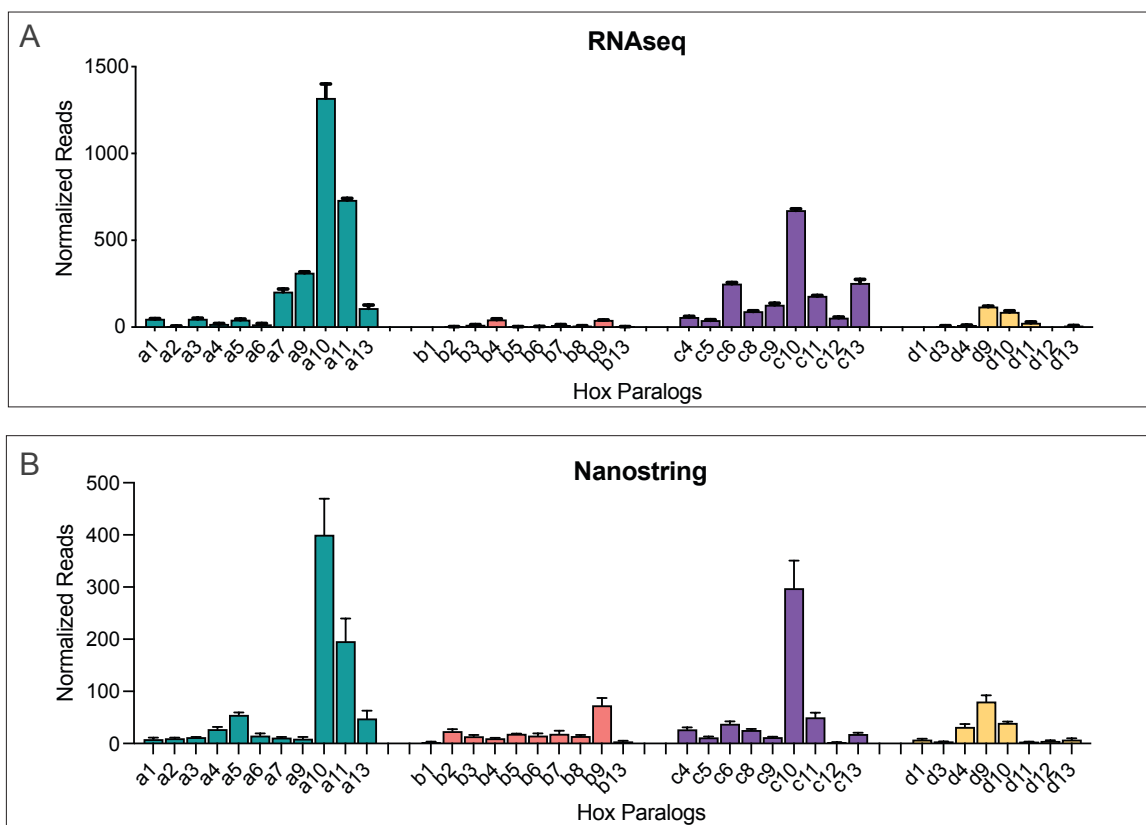 A
RNAseq
Normalized Reads
1500
1000
500
0
a1 a2 a3 a4 a5 a6 a7 a9 a10 a11 a13 b1 b2 b3 b4 b5 b6 b7 b8 b9 b13 c4 c5 c6 c8 c9 c10 c11 c12 c13 d1 d3 d4 d9 d10 d11 d12 d13
Hox Paralogs
B
Nanostring
Normalized Reads
500
400
300
200
100
0
a1 a2 a3 a4 a5 a6 a7 a9 a10 a11 a13 b1 b2 b3 b4 b5 b6 b7 b8 b9 b13 c4 c5 c6 c8 c9 c10 c11 c12 c13 d1 d3 d4 d9 d10 d11 d12 d13
Hox Paralogs